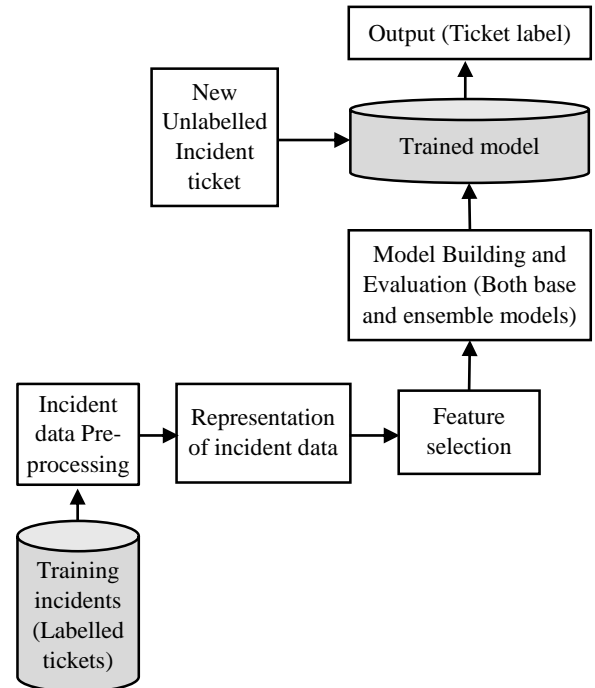 Output (Ticket label)
New
Unlabelled
Incident
ticket
Trained model
Model Building and
Evaluation (Both base
and ensemble models)
Incident
data Pre-
processing
Representation
of incident data
Feature
selection
Training
incidents
(Labelled
tickets)